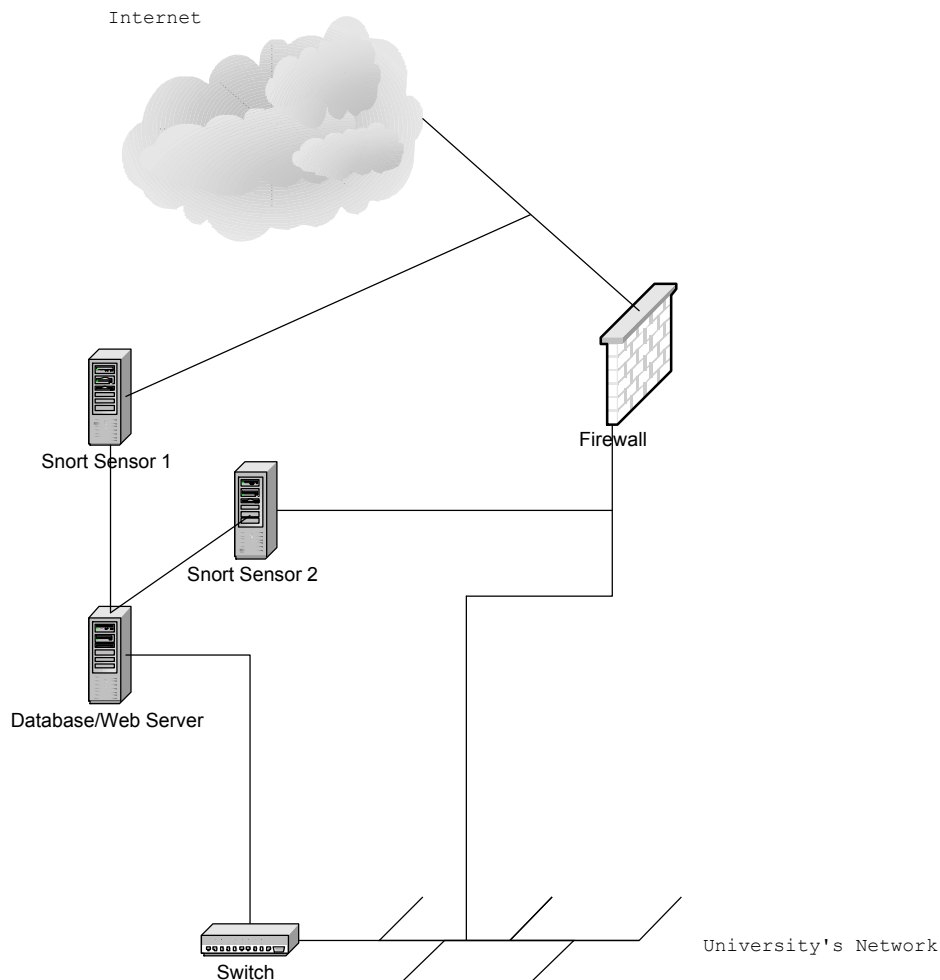 Internet
Firewall
Snort Sensor 1
Snort Sensor 2
Database/Web Server
University's Network
Switch